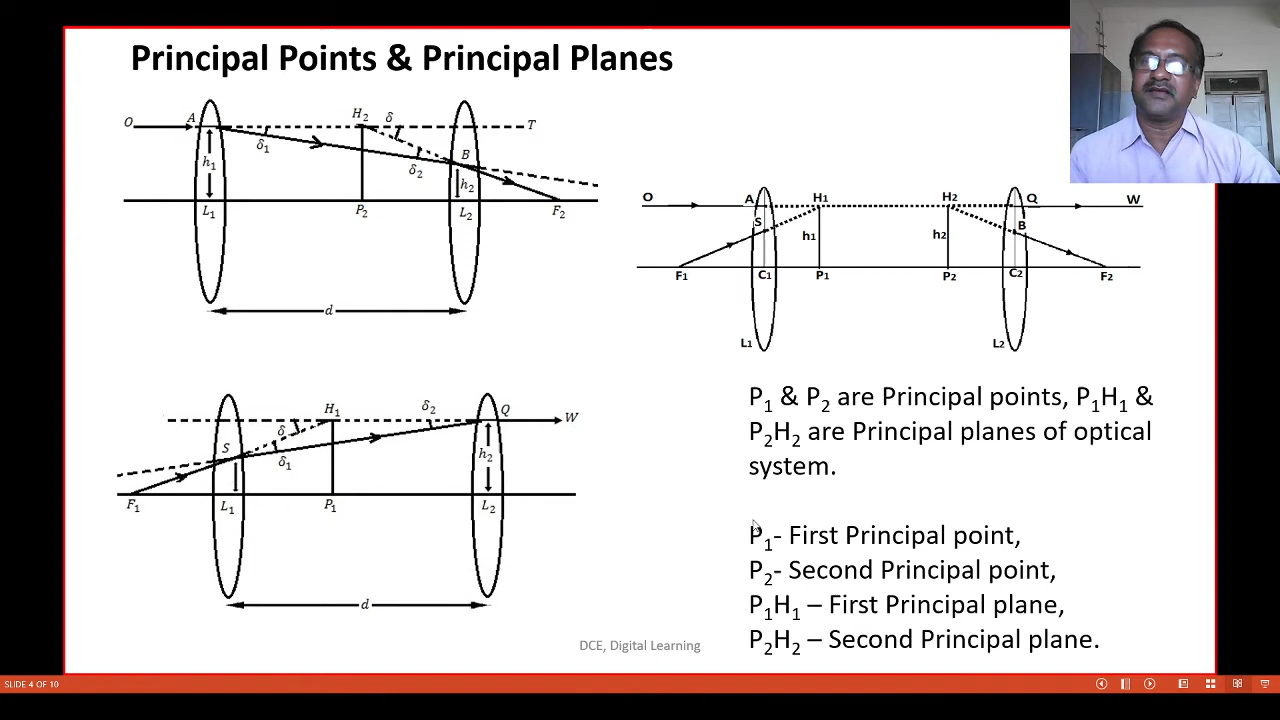 Principal Points & Principal Planes
O A H₂ δ T
δ₁ B
h₁ δ₂ h₂
L₁ P₂ L₂ F₂
d
O A H1 H2 Q W
S B
h1 h2
F1 C1 P1 P2 C2 F2
L1 L2
H₁ δ₂ Q W
S δ
δ₁ h₂
F₁ L₁ P₁ L₂
d
P₁ & P₂ are Principal points, P₁H₁ &
P₂H₂ are Principal planes of optical
system.
P₁- First Principal point,
P₂- Second Principal point,
P₁H₁ – First Principal plane,
P₂H₂ – Second Principal plane.
DCE, Digital Learning
SLIDE 4 OF 10